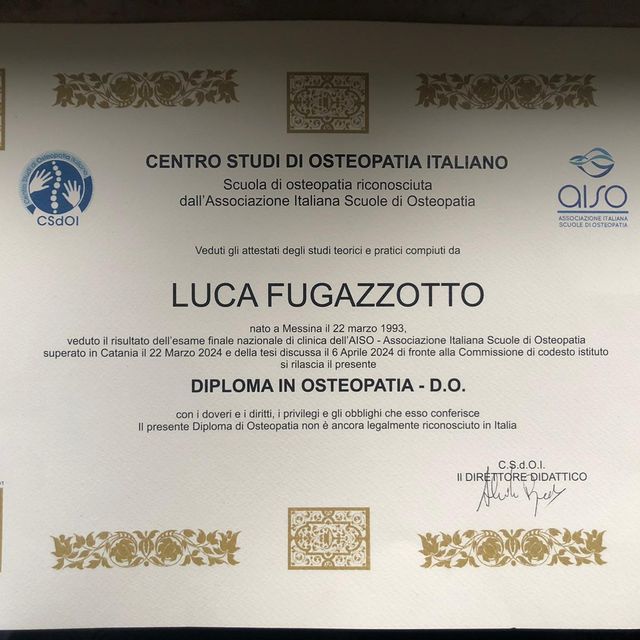 CENTRO STUDI DI OSTEOPATIA ITALIANO
Scuola di osteopatia riconosciuta
dall'Associazione Italiana Scuole di Osteopatia
Centro Studi di Osteopatia Italiano
CSdOI
aiso
ASSOCIAZIONE ITALIANA
SCUOLE DI OSTEOPATIA
Veduti gli attestati degli studi teorici e pratici compiuti da
LUCA FUGAZZOTTO
nato a Messina il 22 marzo 1993,
veduto il risultato dell'esame finale nazionale di clinica dell'AISO - Associazione Italiana Scuole di Osteopatia
superato in Catania il 22 Marzo 2024 e della tesi discussa il 6 Aprile 2024 di fronte alla Commissione di codesto istituto
si rilascia il presente
DIPLOMA IN OSTEOPATIA - D.O.
con i doveri e i diritti, i privilegi e gli obblighi che esso conferisce
Il presente Diploma di Osteopatia non è ancora legalmente riconosciuto in Italia
C.S.d.O.I.
Il DIRETTORE DIDATTICO